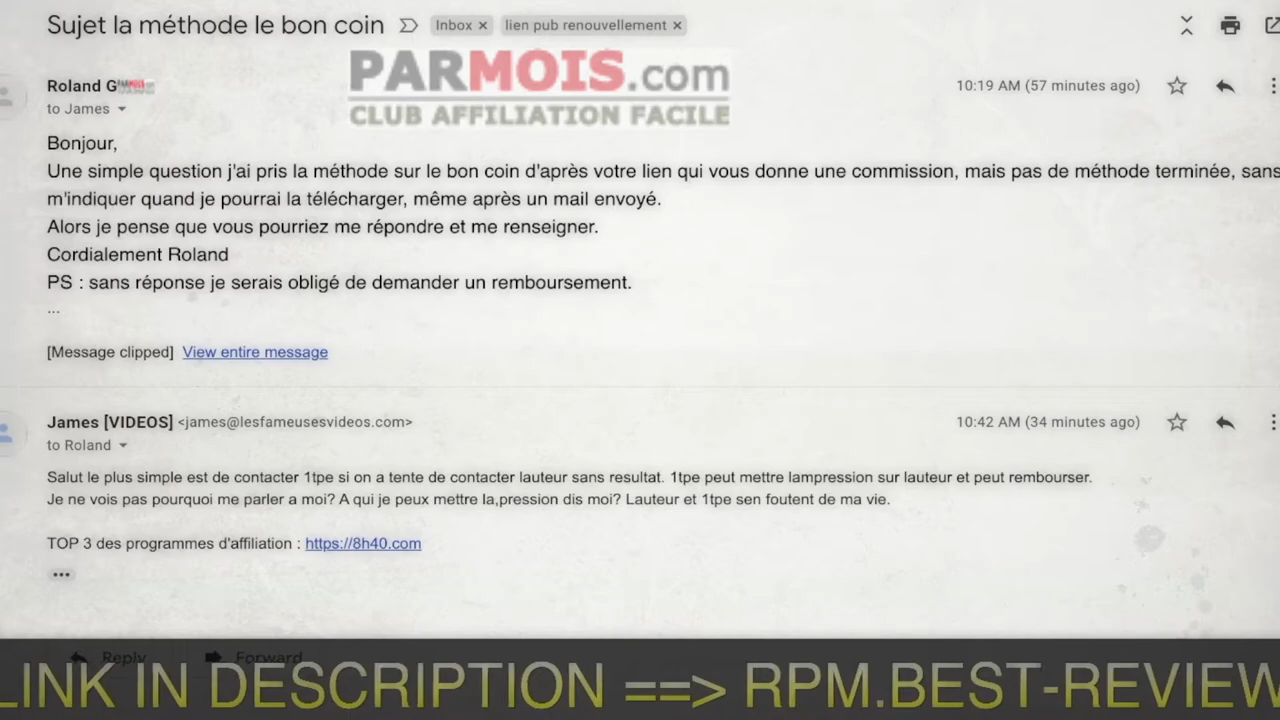 Sujet la méthode le bon coin Inbox × lien pub renouvellement ×
PARMOIS.com
CLUB AFFILIATION FACILE
Roland G 10:19 AM (57 minutes ago)
to James
Bonjour,
Une simple question j'ai pris la méthode sur le bon coin d'après votre lien qui vous donne une commission, mais pas de méthode terminée, sans
m'indiquer quand je pourrai la télécharger, même après un mail envoyé.
Alors je pense que vous pourriez me répondre et me renseigner.
Cordialement Roland
PS : sans réponse je serais obligé de demander un remboursement.
...
[Message clipped] View entire message
James [VIDEOS] <james@lesfameusesvideos.com> 10:42 AM (34 minutes ago)
to Roland
Salut le plus simple est de contacter 1tpe si on a tente de contacter lauteur sans resultat. 1tpe peut mettre lampression sur lauteur et peut rembourser.
Je ne vois pas pourquoi me parler a moi? A qui je peux mettre la,pression dis moi? Lauteur et 1tpe sen foutent de ma vie.
TOP 3 des programmes d'affiliation : https://8h40.com
•••
Reply Forward
LINK IN DESCRIPTION ==> RPM.BEST-REVIEW